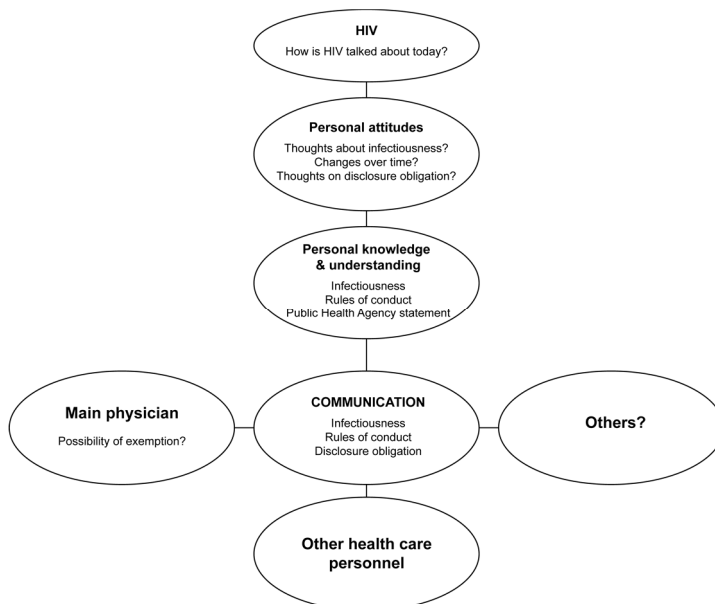 HIV
How is HIV talked about today?
Personal attitudes
Thoughts about infectiousness?
Changes over time?
Thoughts on disclosure obligation?
Personal knowledge
& understanding
Infectiousness
Rules of conduct
Public Health Agency statement
Main physician
Possibility of exemption?
COMMUNICATION
Infectiousness
Rules of conduct
Disclosure obligation
Others?
Other health care
personnel